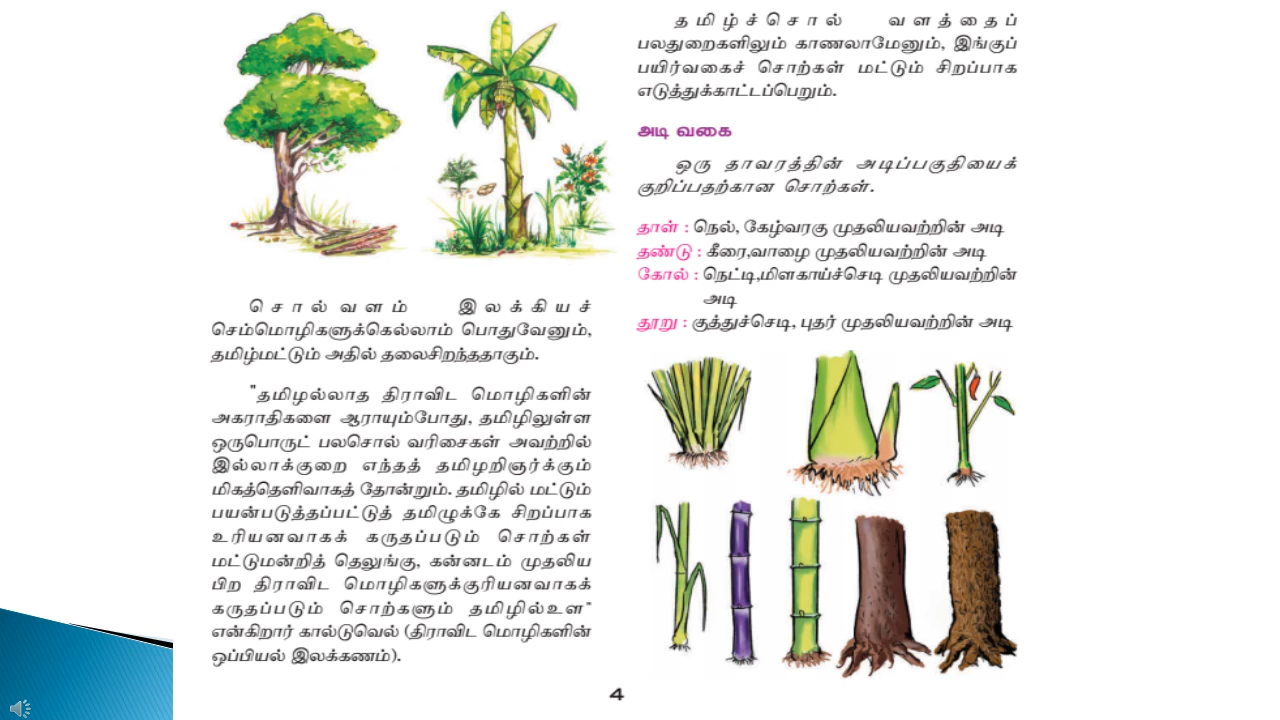 சொல்வளம் இலக்கியச்
செம்மொழிகளுக்கெல்லாம் பொதுவேனும்,
தமிழ்மட்டும் அதில் தலைசிறந்ததாகும்.
"தமிழல்லாத திராவிட மொழிகளின்
அகராதிகளை ஆராயும்போது, தமிழிலுள்ள
ஒருபொருட் பலசொல் வரிசைகள் அவற்றில்
இல்லாக்குறை எந்தத் தமிழறிஞர்க்கும்
மிகத்தெளிவாகத் தோன்றும். தமிழில் மட்டும்
பயன்படுத்தப்பட்டுத் தமிழுக்கே சிறப்பாக
உரியனவாகக் கருதப்படும் சொற்கள்
மட்டுமன்றித் தெலுங்கு, கன்னடம் முதலிய
பிற திராவிட மொழிகளுக்குரியனவாகக்
கருதப்படும் சொற்களும் தமிழில்உள"
என்கிறார் கால்டுவெல் (திராவிட மொழிகளின்
ஒப்பியல் இலக்கணம்).
தமிழ்ச்சொல் வளத்தைப்
பலதுறைகளிலும் காணலாமேனும், இங்குப்
பயிர்வகைச் சொற்கள் மட்டும் சிறப்பாக
எடுத்துக்காட்டப்பெறும்.
அடி வகை
ஒரு தாவரத்தின் அடிப்பகுதியைக்
குறிப்பதற்கான சொற்கள்.
தாள் : நெல், கேழ்வரகு முதலியவற்றின் அடி
தண்டு : கீரை,வாழை முதலியவற்றின் அடி
கோல் : நெட்டி,மிளகாய்ச்செடி முதலியவற்றின்
அடி
தூறு : குத்துச்செடி, புதர் முதலியவற்றின் அடி
4